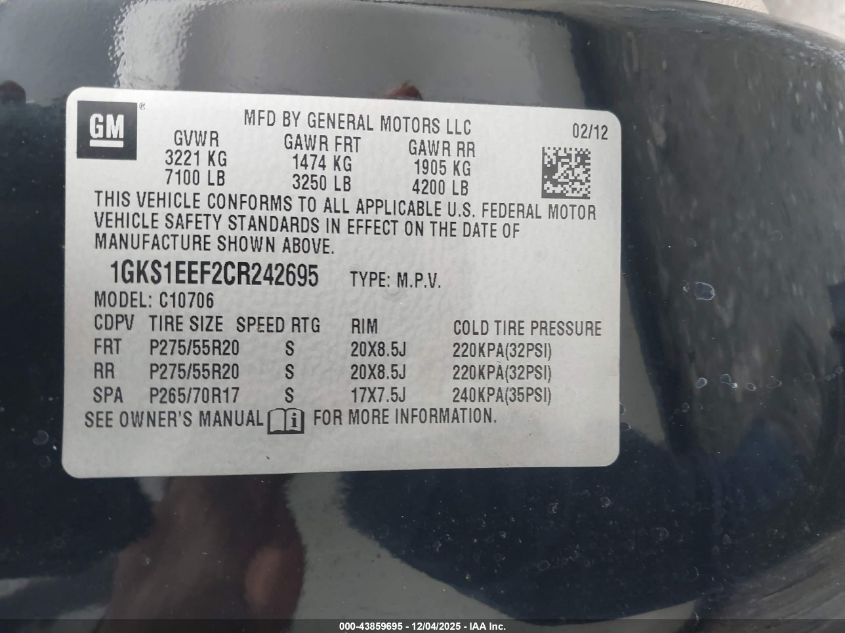 GM®
MFD BY GENERAL MOTORS LLC 02/12
GVWR GAWR FRT GAWR RR
3221 KG 1474 KG 1905 KG
7100 LB 3250 LB 4200 LB
THIS VEHICLE CONFORMS TO ALL APPLICABLE U.S. FEDERAL MOTOR
VEHICLE SAFETY STANDARDS IN EFFECT ON THE DATE OF
MANUFACTURE SHOWN ABOVE.
1GKS1EEF2CR242695 TYPE: M.P.V.
MODEL: C10706
CDPV TIRE SIZE SPEED RTG RIM COLD TIRE PRESSURE
FRT P275/55R20 S 20X8.5J 220KPA(32PSI)
RR P275/55R20 S 20X8.5J 220KPA(32PSI)
SPA P265/70R17 S 17X7.5J 240KPA(35PSI)
SEE OWNER'S MANUAL i FOR MORE INFORMATION.
000-43859695 - 12/04/2025 - IAA Inc.